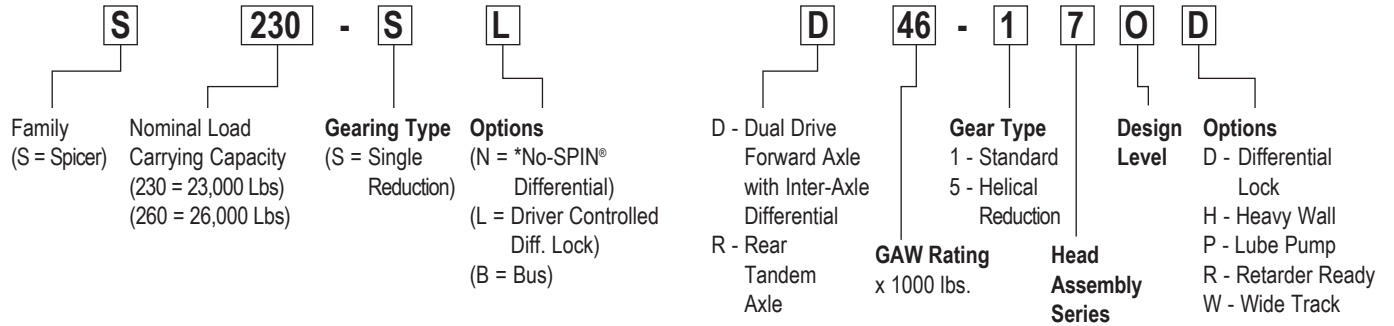 S 230 - S L
Family
(S = Spicer)
Nominal Load
Carrying Capacity
(230 = 23,000 Lbs)
(260 = 26,000 Lbs)
Gearing Type
(S = Single
Reduction)
Options
(N = *No-SPIN®
Differential)
(L = Driver Controlled
Diff. Lock)
(B = Bus)
D 46 - 1 7 O D
D - Dual Drive
Forward Axle
with Inter-Axle
Differential
R - Rear
Tandem
Axle
GAW Rating
x 1000 lbs.
Gear Type
1 - Standard
5 - Helical
Reduction
Head
Assembly
Series
Design
Level
Options
D - Differential
Lock
H - Heavy Wall
P - Lube Pump
R - Retarder Ready
W - Wide Track